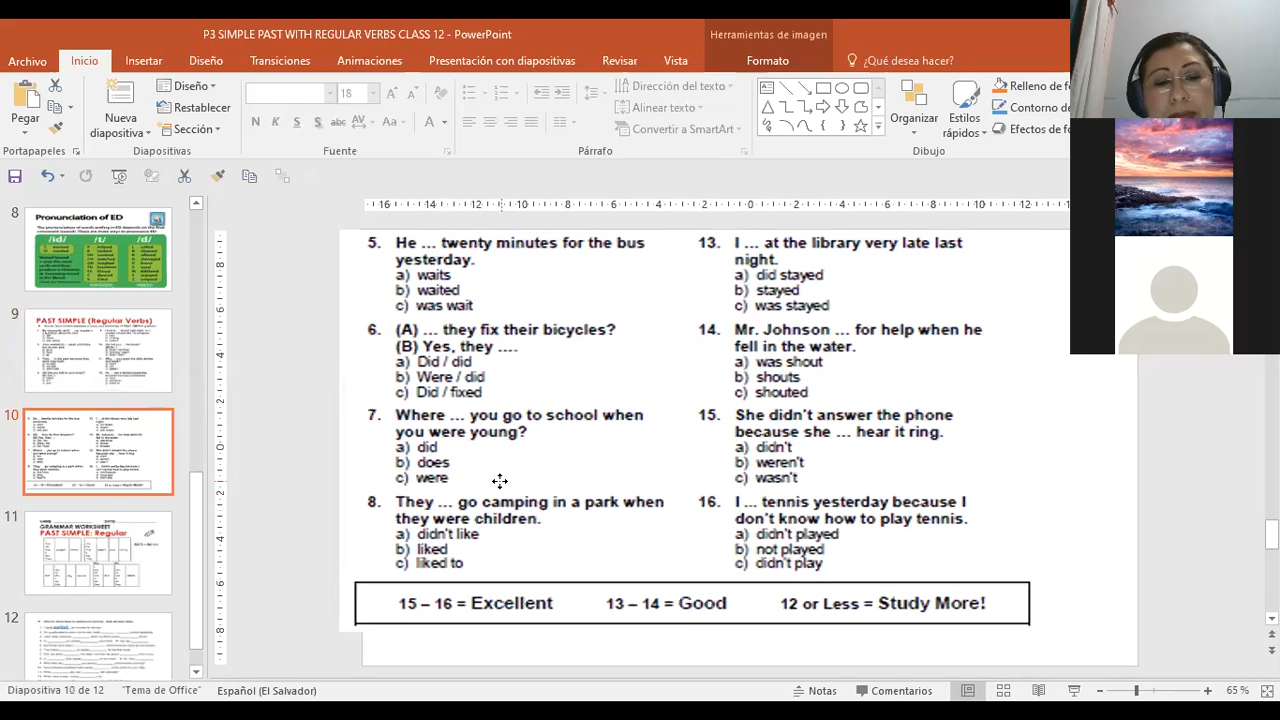 P3 SIMPLE PAST WITH REGULAR VERBS CLASS 12 - PowerPoint
Herramientas de imagen
Archivo
Inicio
Insertar
Diseño
Transiciones
Animaciones
Presentación con diapositivas
Revisar
Vista
Formato
¿Qué desea hacer?
Pegar
Nueva diapositiva
Diseño
Restablecer
Sección
18
Dirección del texto
Alinear texto
Convertir a SmartArt
Organizar
Estilos rápidos
Relleno de
Contorno de
Efectos de fo
Portapapeles
Diapositivas
Fuente
Párrafo
Dibujo
8
Pronunciation of ED
/id/ /t/ /d/
9
PAST SIMPLE (Regular Verbs)
10
11
GRAMMAR WORKSHEET
PAST SIMPLE: Regular
12
5. He ... twenty minutes for the bus
yesterday.
a) waits
b) waited
c) was wait
6. (A) ... they fix their bicycles?
(B) Yes, they ....
a) Did / did
b) Were / did
c) Did / fixed
7. Where ... you go to school when
you were young?
a) did
b) does
c) were
8. They ... go camping in a park when
they were children.
a) didn't like
b) liked
c) liked to
13. I ... at the library very late last
night.
a) did stayed
b) stayed
c) was stayed
14. Mr. Johnson ... for help when he
fell in the water.
a) was shout
b) shouts
c) shouted
15. She didn't answer the phone
because she ... hear it ring.
a) didn't
b) weren't
c) wasn't
16. I ... tennis yesterday because I
don't know how to play tennis.
a) didn't played
b) not played
c) didn't play
15 – 16 = Excellent 13 – 14 = Good 12 or Less = Study More!
Diapositiva 10 de 12
"Tema de Office"
Español (El Salvador)
Notas
Comentarios
65 %